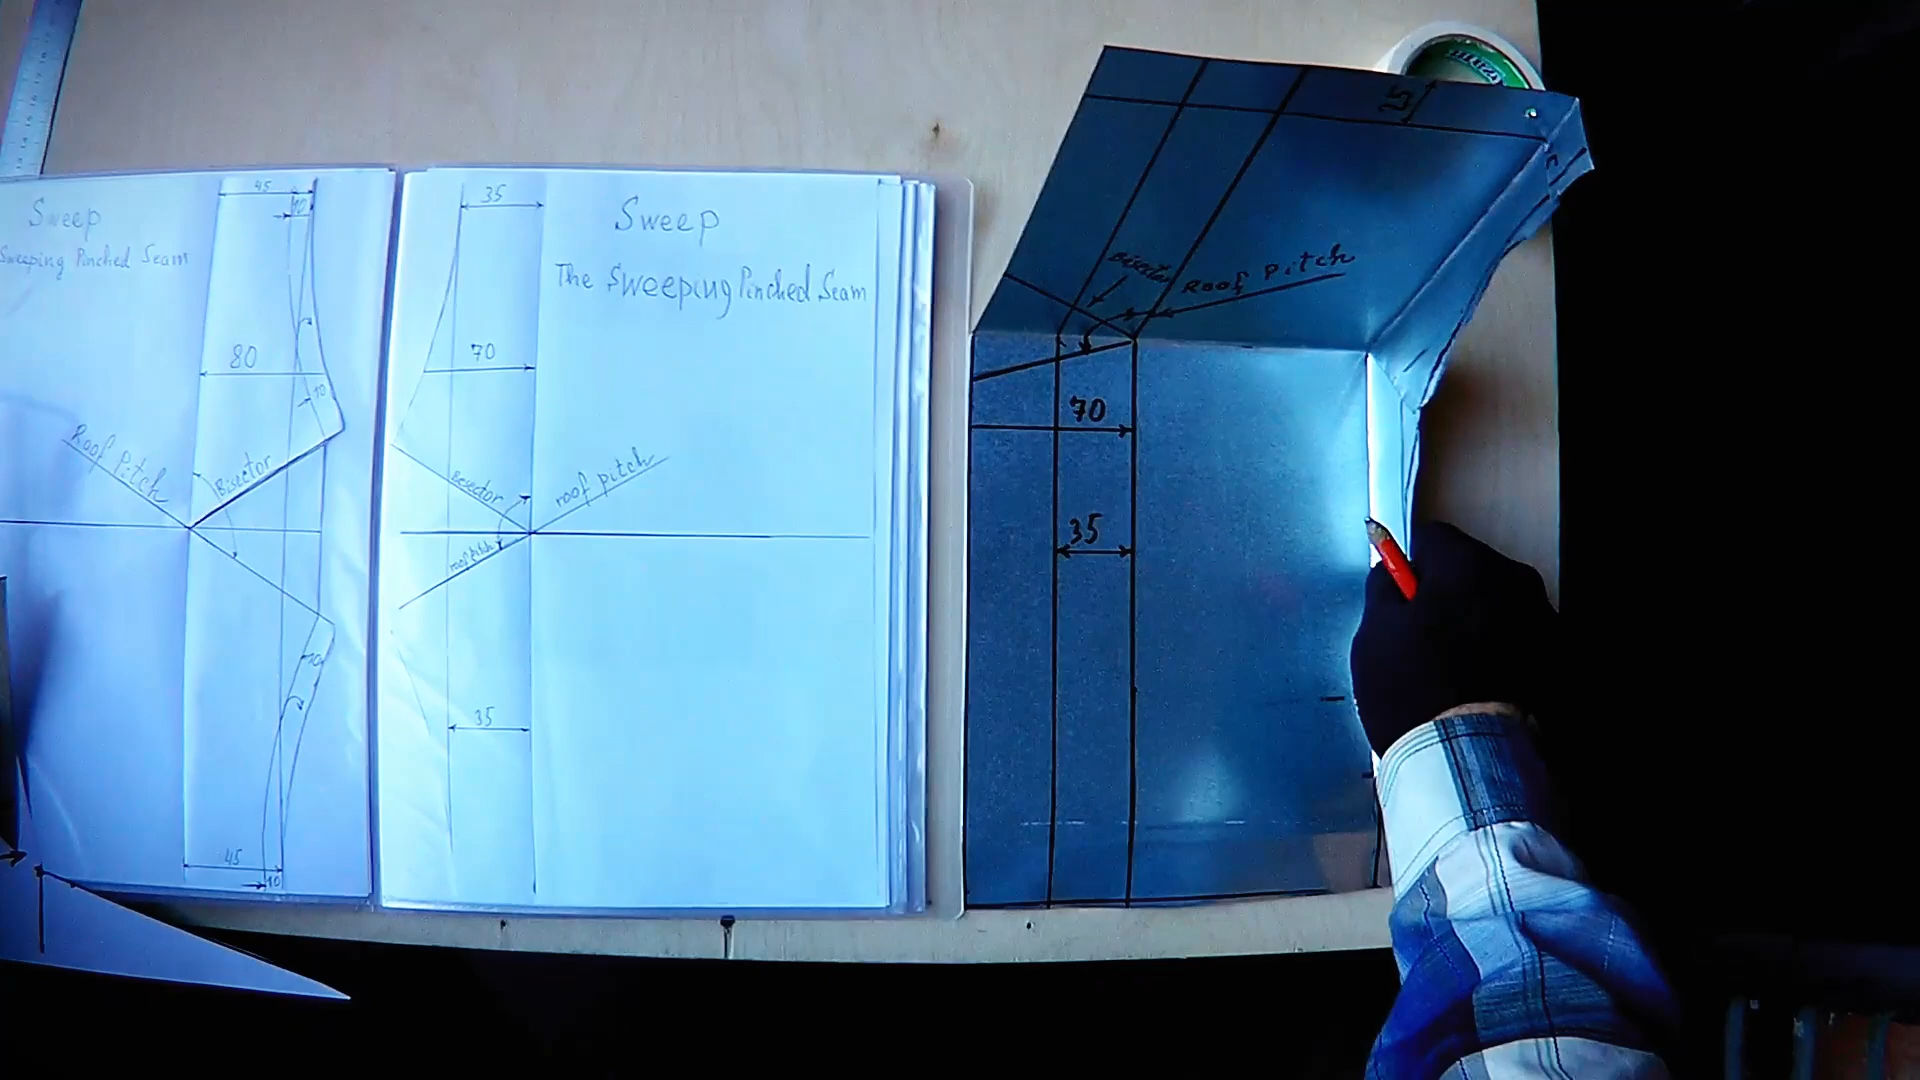 Sweep
Sweeping Pinched Seam
45
10
80
10
Roof Pitch
Bisector
10
45
10
35
Sweep
The Sweeping Pinched Seam
70
Bisector
roof pitch
roof pitch
35
Bisector
Roof Pitch
70
35